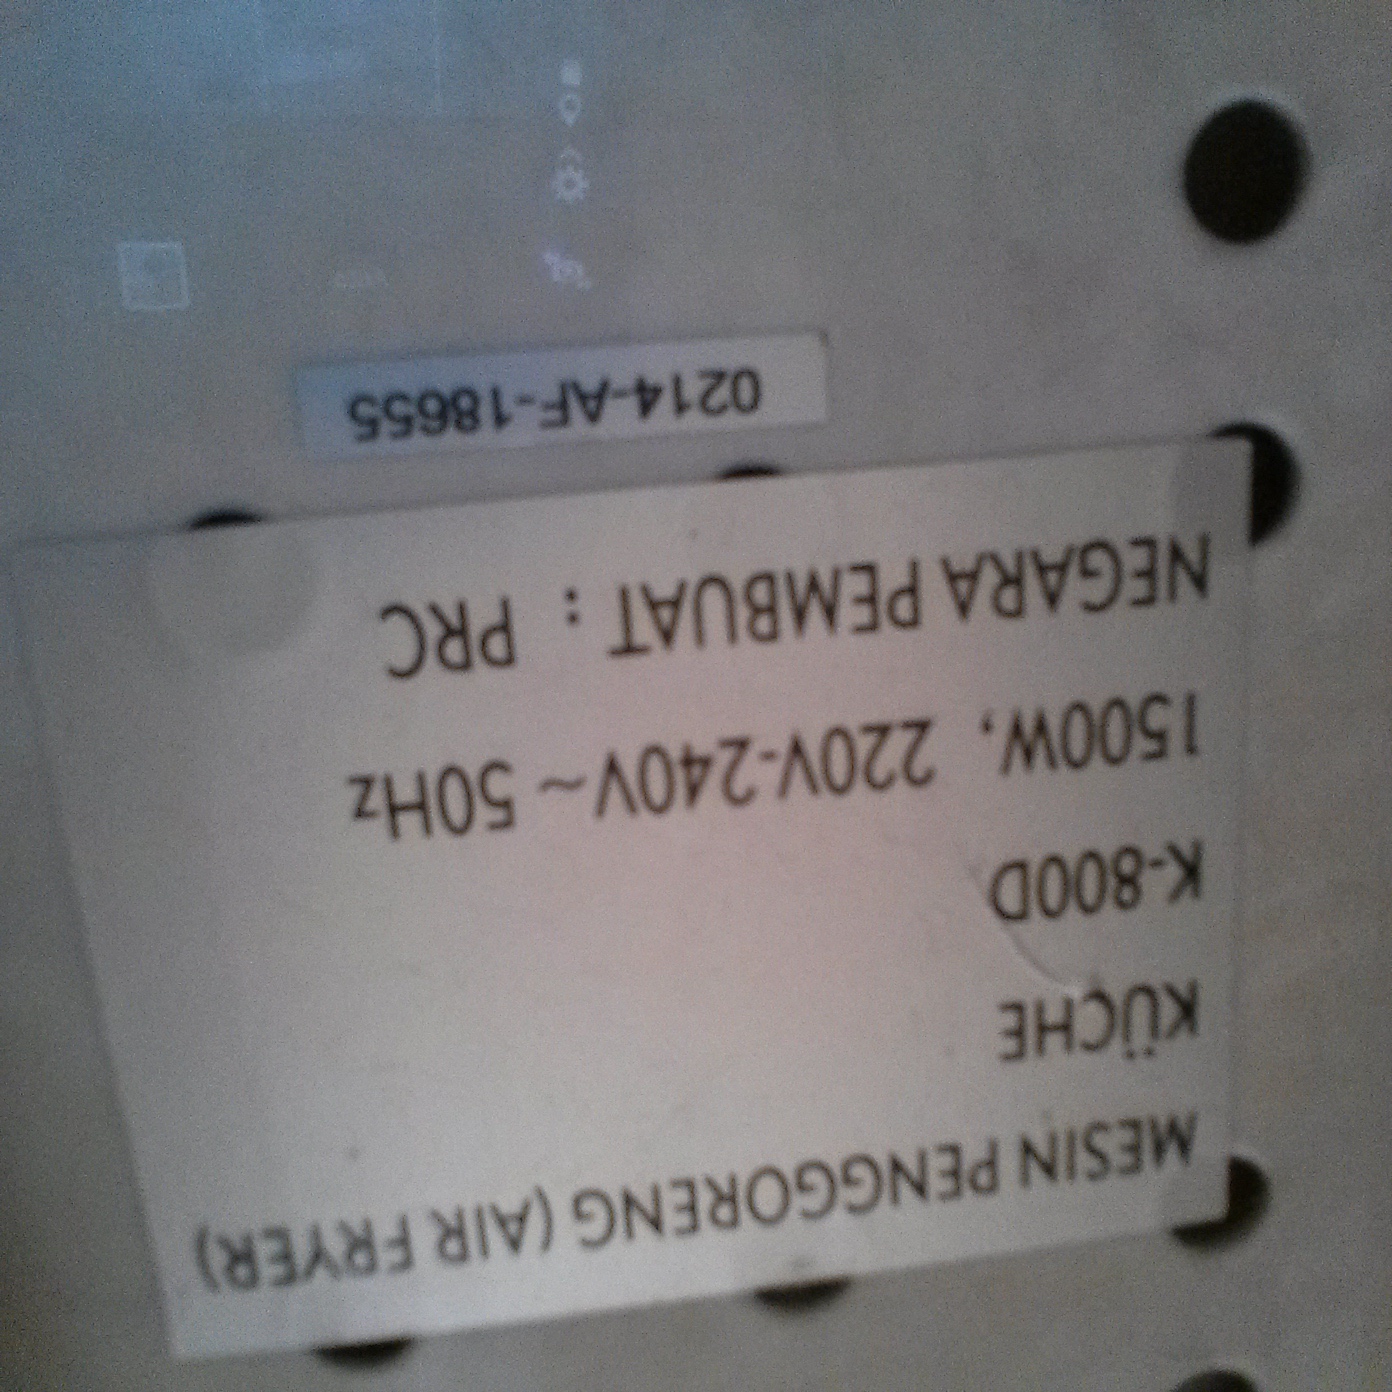 MESIN PENGGORENG (AIR FRYER)
KÜCHE
K-800D
1500W, 220V-240V~ 50Hz
NEGARA PEMBUAT : PRC
0214-AF-18655